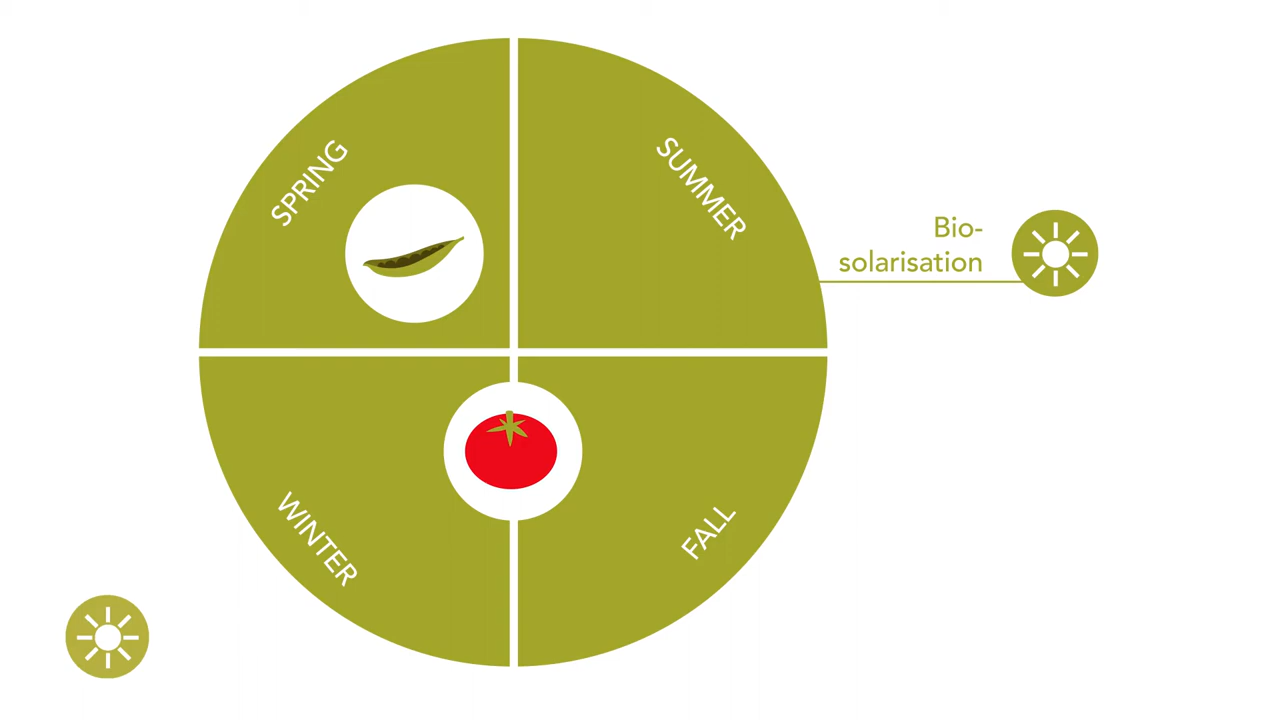 SPRING
SUMMER
Bio-
solarisation
WINTER
FALL